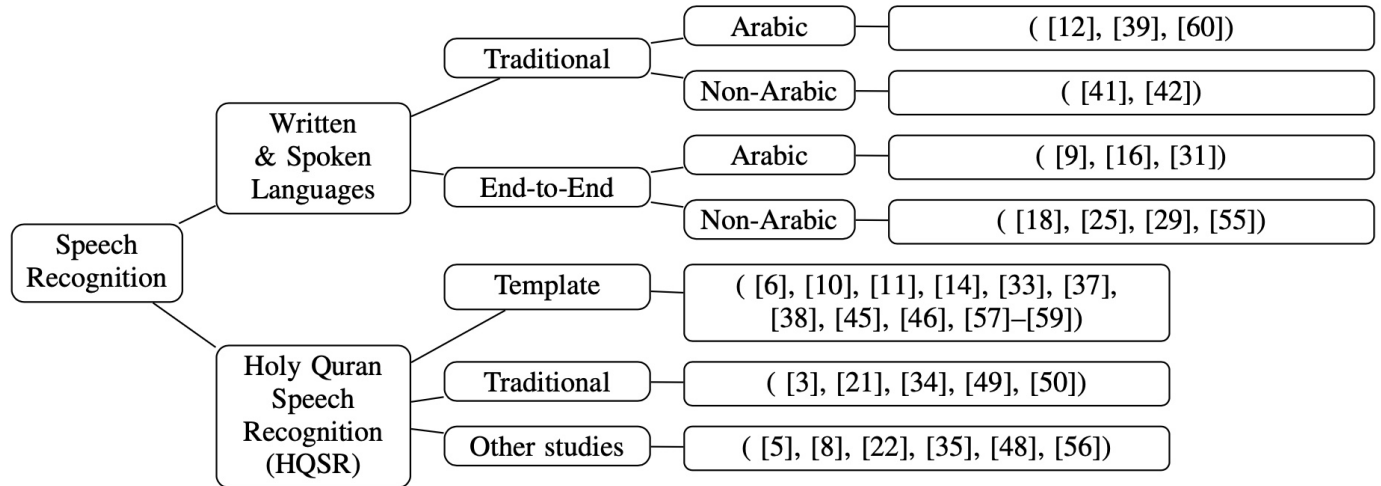 Speech
Recognition
Written
& Spoken
Languages
Traditional
Arabic
( [12], [39], [60])
Non-Arabic
( [41], [42])
End-to-End
Arabic
( [9], [16], [31])
Non-Arabic
( [18], [25], [29], [55])
Holy Quran
Speech
Recognition
(HQSR)
Template
( [6], [10], [11], [14], [33], [37],
[38], [45], [46], [57]–[59])
Traditional
( [3], [21], [34], [49], [50])
Other studies
( [5], [8], [22], [35], [48], [56])